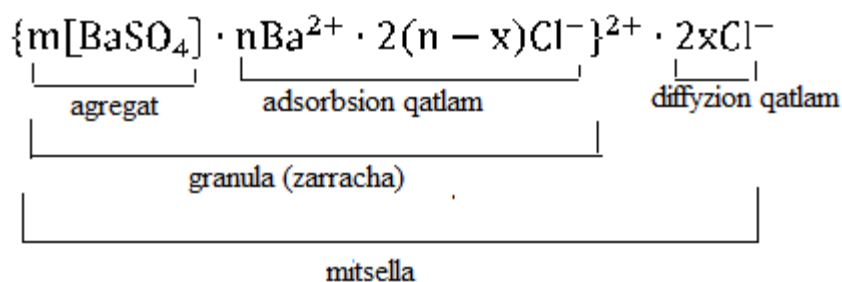 {m[BaSO₄] · nBa²⁺ · 2(n − x)Cl⁻}²⁺ · 2xCl⁻
agregat adsorbsion qatlam diffyzion qatlam
granula (zarracha)
mitsella